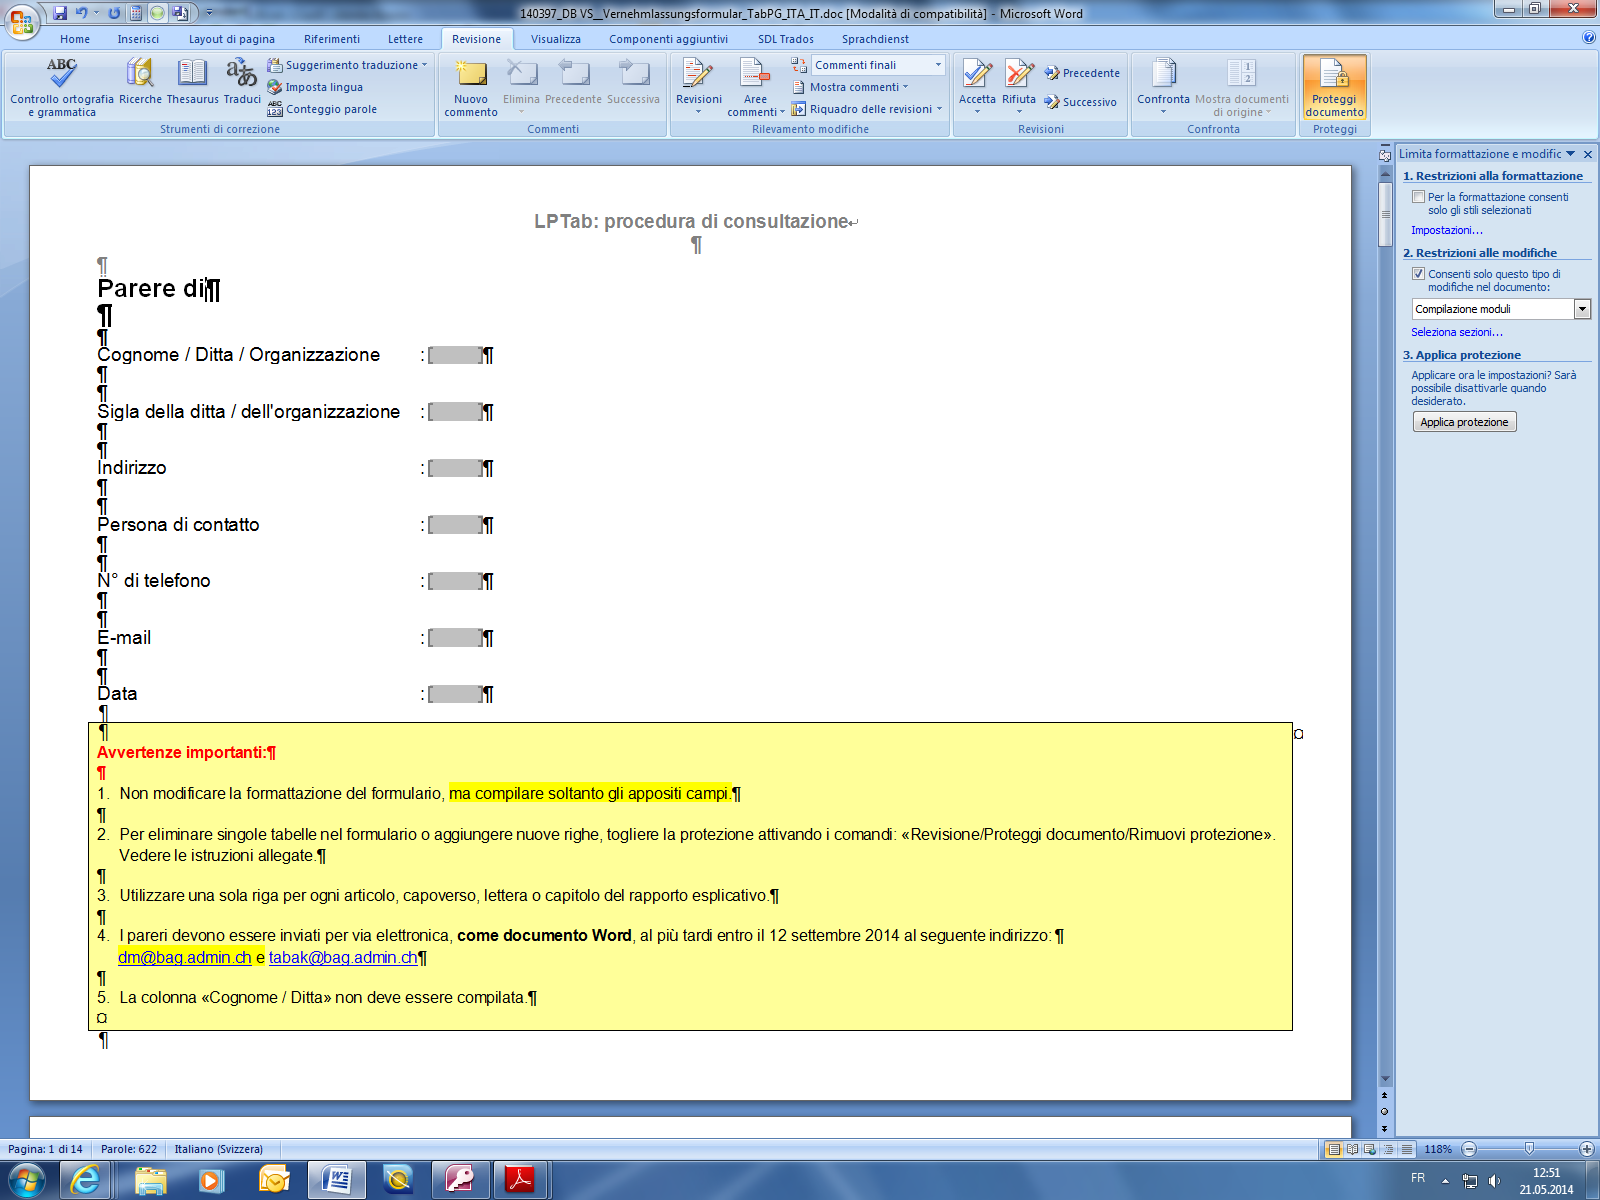 140397_DB VS__Vernehmlassungsformular_TabPG_ITA_IT.doc [Modalità di compatibilità] - Microsoft Word
Home Inserisci Layout di pagina Riferimenti Lettere Revisione Visualizza Componenti aggiuntivi SDL Trados Sprachdienst
Controllo ortografia e grammatica
Ricerche
Thesaurus
Traduci
Suggerimento traduzione
Imposta lingua
Conteggio parole
Strumenti di correzione
Nuovo commento
Elimina
Precedente
Successiva
Commenti
Revisioni
Aree commenti
Commenti finali
Mostra commenti
Riquadro delle revisioni
Rilevamento modifiche
Accetta
Rifiuta
Precedente
Successivo
Revisioni
Confronta
Mostra documenti di origine
Confronta
Proteggi documento
Proteggi
LPTab: procedura di consultazione
Parere di
Cognome / Ditta / Organizzazione :
Sigla della ditta / dell'organizzazione :
Indirizzo :
Persona di contatto :
N° di telefono :
E-mail :
Data :
Avvertenze importanti:
1. Non modificare la formattazione del formulario, ma compilare soltanto gli appositi campi.
2. Per eliminare singole tabelle nel formulario o aggiungere nuove righe, togliere la protezione attivando i comandi: «Revisione/Proteggi documento/Rimuovi protezione».
Vedere le istruzioni allegate.
3. Utilizzare una sola riga per ogni articolo, capoverso, lettera o capitolo del rapporto esplicativo.
4. I pareri devono essere inviati per via elettronica, come documento Word, al più tardi entro il 12 settembre 2014 al seguente indirizzo:
dm@bag.admin.ch e tabak@bag.admin.ch
5. La colonna «Cognome / Ditta» non deve essere compilata.
Limita formattazione e modific
1. Restrizioni alla formattazione
Per la formattazione consenti
solo gli stili selezionati
Impostazioni...
2. Restrizioni alle modifiche
Consenti solo questo tipo di
modifiche nel documento:
Compilazione moduli
Seleziona sezioni...
3. Applica protezione
Applicare ora le impostazioni? Sarà
possibile disattivarle quando
desiderato.
Applica protezione
Pagina: 1 di 14 Parole: 622 Italiano (Svizzera) 118%
FR 12:51
21.05.2014